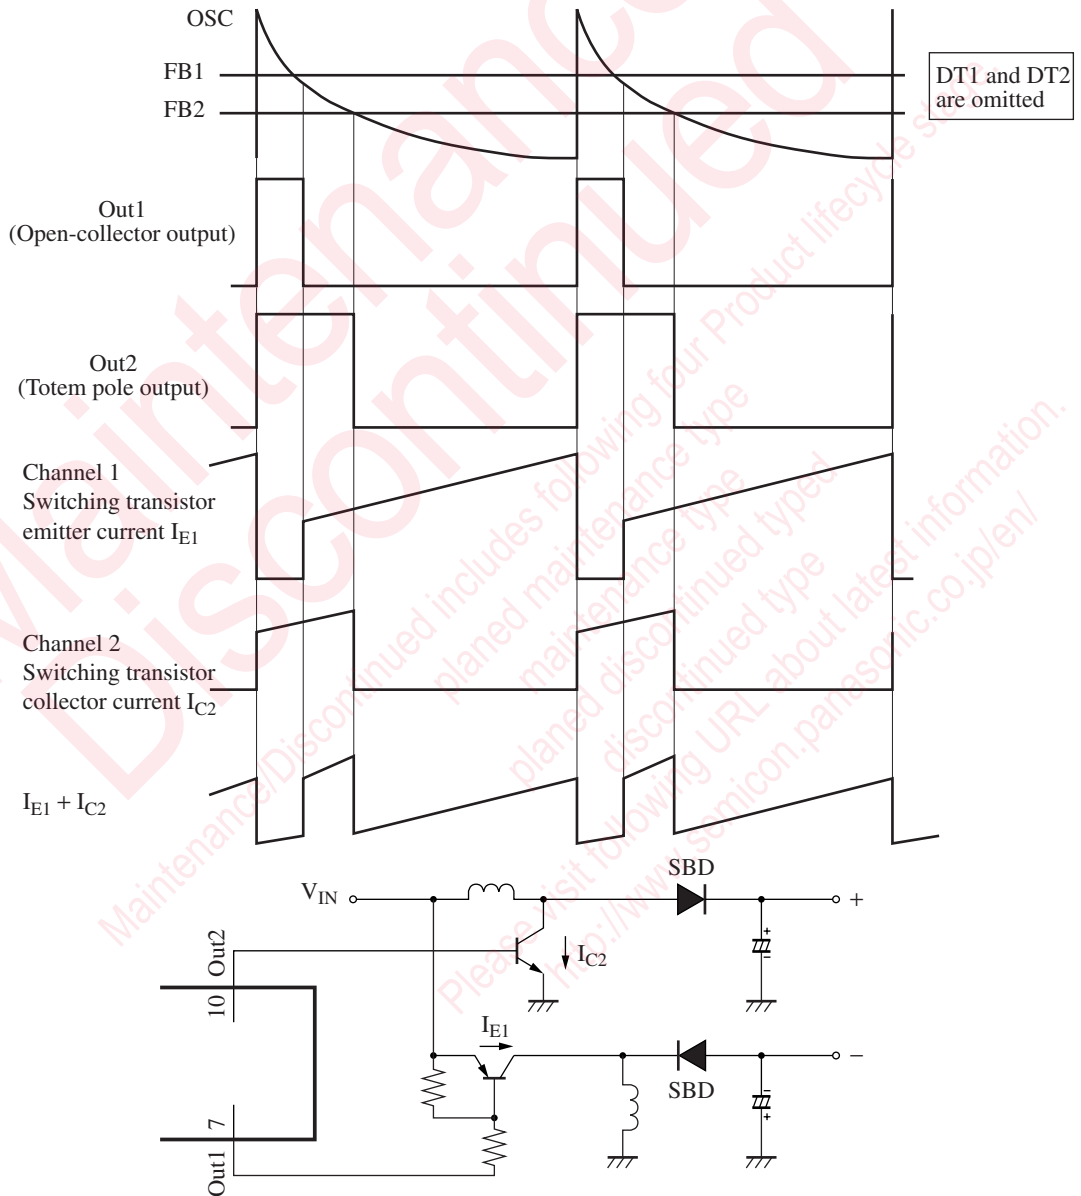 OSC
FB1
FB2
DT1 and DT2
are omitted
Out1
(Open-collector output)
Out2
(Totem pole output)
Channel 1
Switching transistor
emitter current IE1
Channel 2
Switching transistor
collector current IC2
IE1 + IC2
VIN
SBD
+
Out2
10
IC2
IE1
−
SBD
7
Out1
Maintenance
Discontinued
Maintenance/Discontinued includes following four Product lifecycle stage.
planed maintenance type
maintenance type
planed discontinued typed
discontinued type
Please visit following URL about latest information.
http://www.semicon.panasonic.co.jp/en/